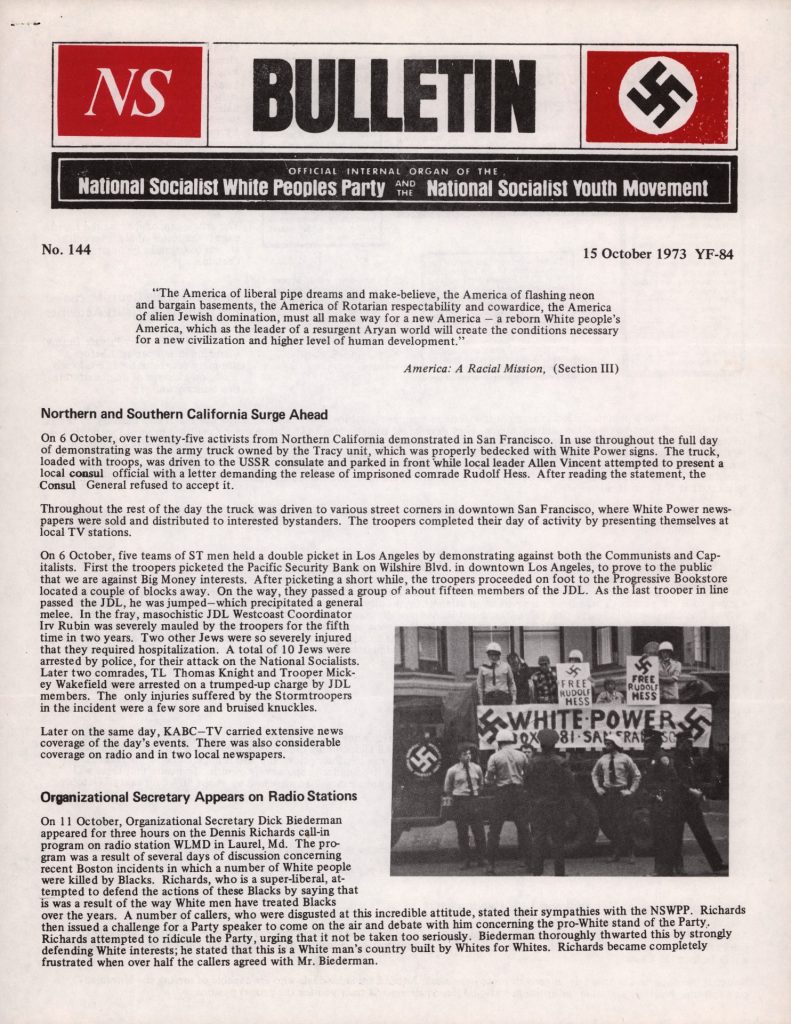 NS
BULLETIN
OFFICIAL INTERNAL ORGAN OF THE
National Socialist White Peoples Party AND THE National Socialist Youth Movement
No. 144
15 October 1973 YF-84
"The America of liberal pipe dreams and make-believe, the America of flashing neon
and bargain basements, the America of Rotarian respectability and cowardice, the America
of alien Jewish domination, must all make way for a new America — a reborn White people's
America, which as the leader of a resurgent Aryan world will create the conditions necessary
for a new civilization and higher level of human development."
America: A Racial Mission, (Section III)
Northern and Southern California Surge Ahead
On 6 October, over twenty-five activists from Northern California demonstrated in San Francisco. In use throughout the full day
of demonstrating was the army truck owned by the Tracy unit, which was properly bedecked with White Power signs. The truck,
loaded with troops, was driven to the USSR consulate and parked in front while local leader Allen Vincent attempted to present a
local consul official with a letter demanding the release of imprisoned comrade Rudolf Hess. After reading the statement, the
Consul General refused to accept it.
Throughout the rest of the day the truck was driven to various street corners in downtown San Francisco, where White Power news-
papers were sold and distributed to interested bystanders. The troopers completed their day of activity by presenting themselves at
local TV stations.
On 6 October, five teams of ST men held a double picket in Los Angeles by demonstrating against both the Communists and Cap-
italists. First the troopers picketed the Pacific Security Bank on Wilshire Blvd. in downtown Los Angeles, to prove to the public
that we are against Big Money interests. After picketing a short while, the troopers proceeded on foot to the Progressive Bookstore
located a couple of blocks away. On the way, they passed a group of about fifteen members of the JDL. As the last trooper in line
passed the JDL, he was jumped—which precipitated a general
melee. In the fray, masochistic JDL Westcoast Coordinator
Irv Rubin was severely mauled by the troopers for the fifth
time in two years. Two other Jews were so severely injured
that they required hospitalization. A total of 10 Jews were
arrested by police, for their attack on the National Socialists.
Later two comrades, TL Thomas Knight and Trooper Mick-
ey Wakefield were arrested on a trumped-up charge by JDL
members. The only injuries suffered by the Stormtroopers
in the incident were a few sore and bruised knuckles.
Later on the same day, KABC—TV carried extensive news
coverage of the day's events. There was also considerable
coverage on radio and in two local newspapers.
FREE
RUDOLF
HESS
FREE
RUDOLF
HESS
WHITE·POWER
81·SAN FRANCISCO
Organizational Secretary Appears on Radio Stations
On 11 October, Organizational Secretary Dick Biederman
appeared for three hours on the Dennis Richards call-in
program on radio station WLMD in Laurel, Md. The pro-
gram was a result of several days of discussion concerning
recent Boston incidents in which a number of White people
were killed by Blacks. Richards, who is a super-liberal, at-
tempted to defend the actions of these Blacks by saying that
is was a result of the way White men have treated Blacks
over the years. A number of callers, who were disgusted at this incredible attitude, stated their sympathies with the NSWPP. Richards
then issued a challenge for a Party speaker to come on the air and debate with him concerning the pro-White stand of the Party.
Richards attempted to ridicule the Party, urging that it not be taken too seriously. Biederman thoroughly thwarted this by strongly
defending White interests; he stated that this is a White man's country built by Whites for Whites. Richards became completely
frustrated when over half the callers agreed with Mr. Biederman.